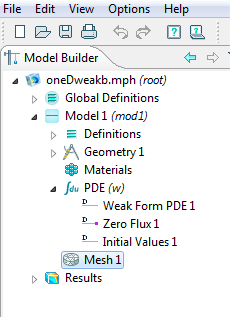 File Edit View Options Help
Model Builder
oneDweakb.mph (root)
Global Definitions
Model 1 (mod1)
Definitions
Geometry 1
Materials
∫du PDE (w)
D Weak Form PDE 1
D Zero Flux 1
D Initial Values 1
Mesh 1
Results